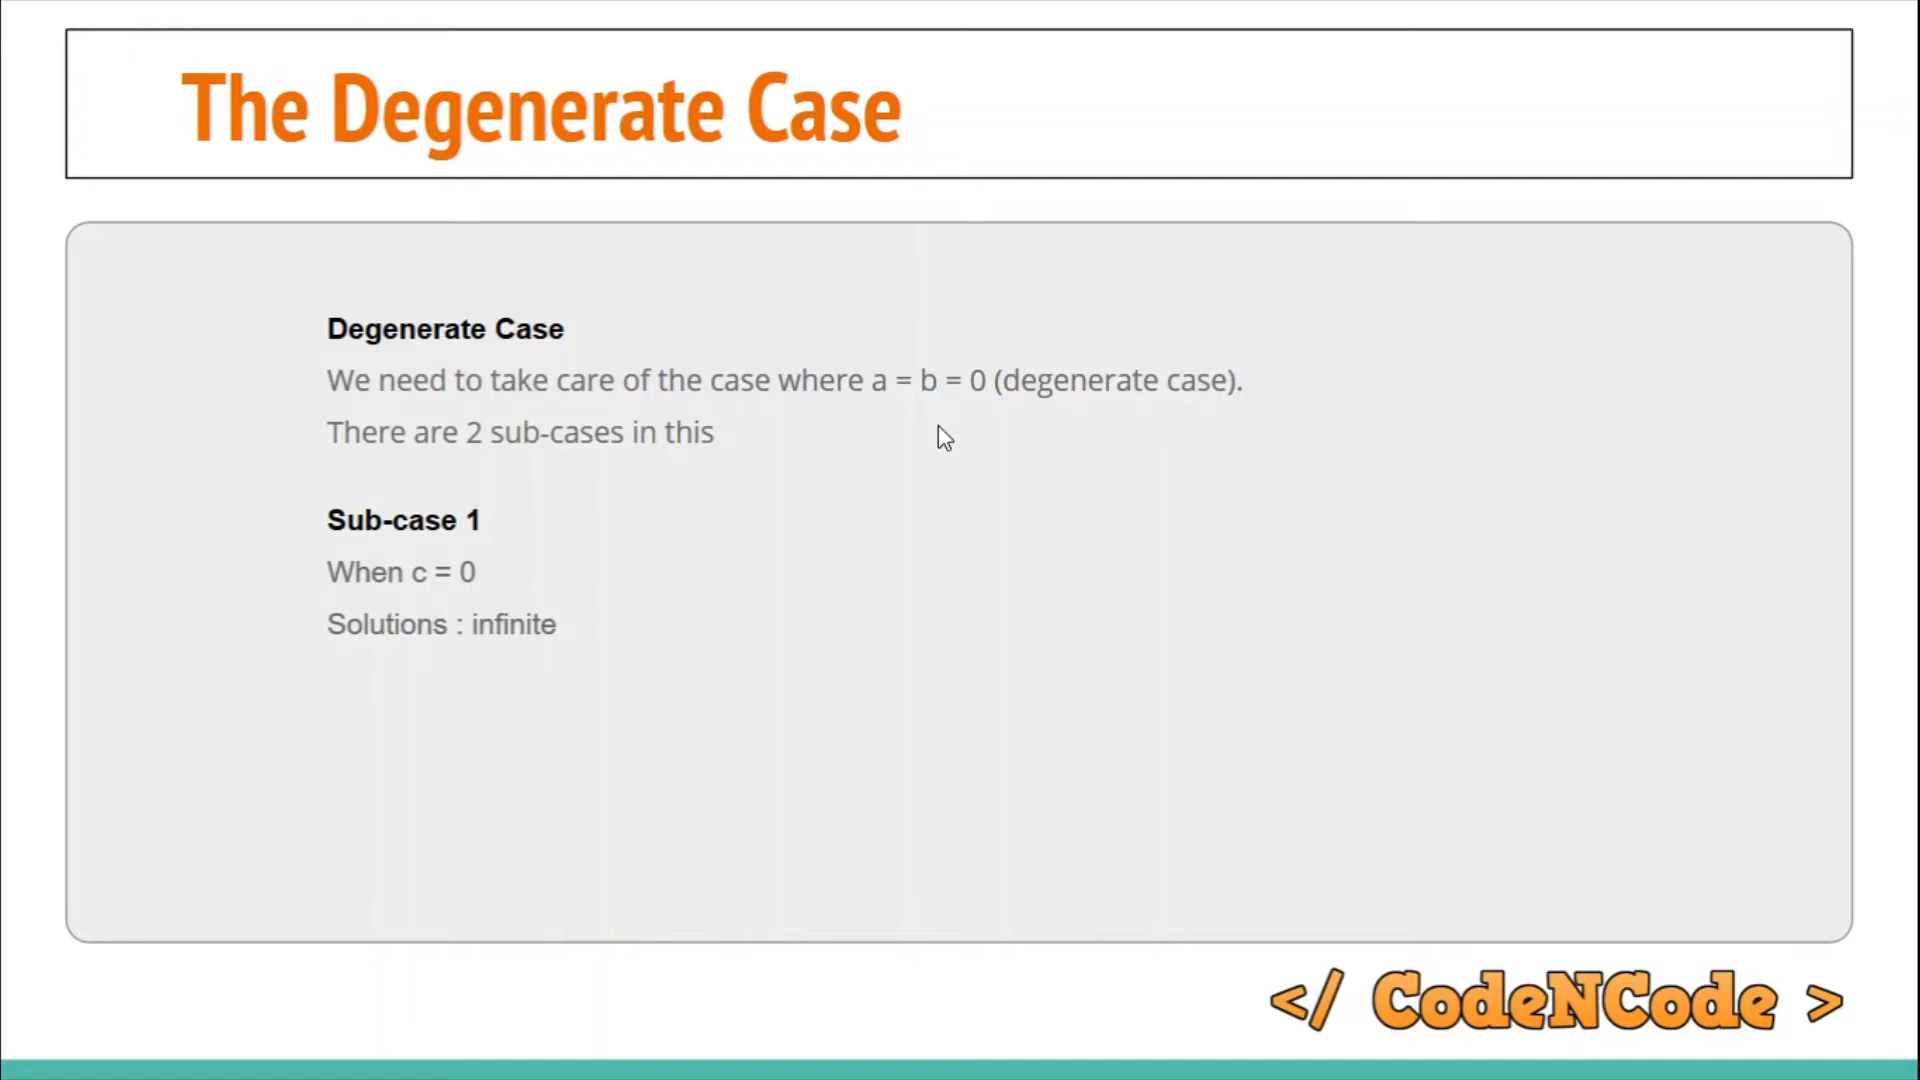 The Degenerate Case
Degenerate Case
We need to take care of the case where a = b = 0 (degenerate case).
There are 2 sub-cases in this
Sub-case 1
When c = 0
Solutions : infinite
</ CodeNCode >